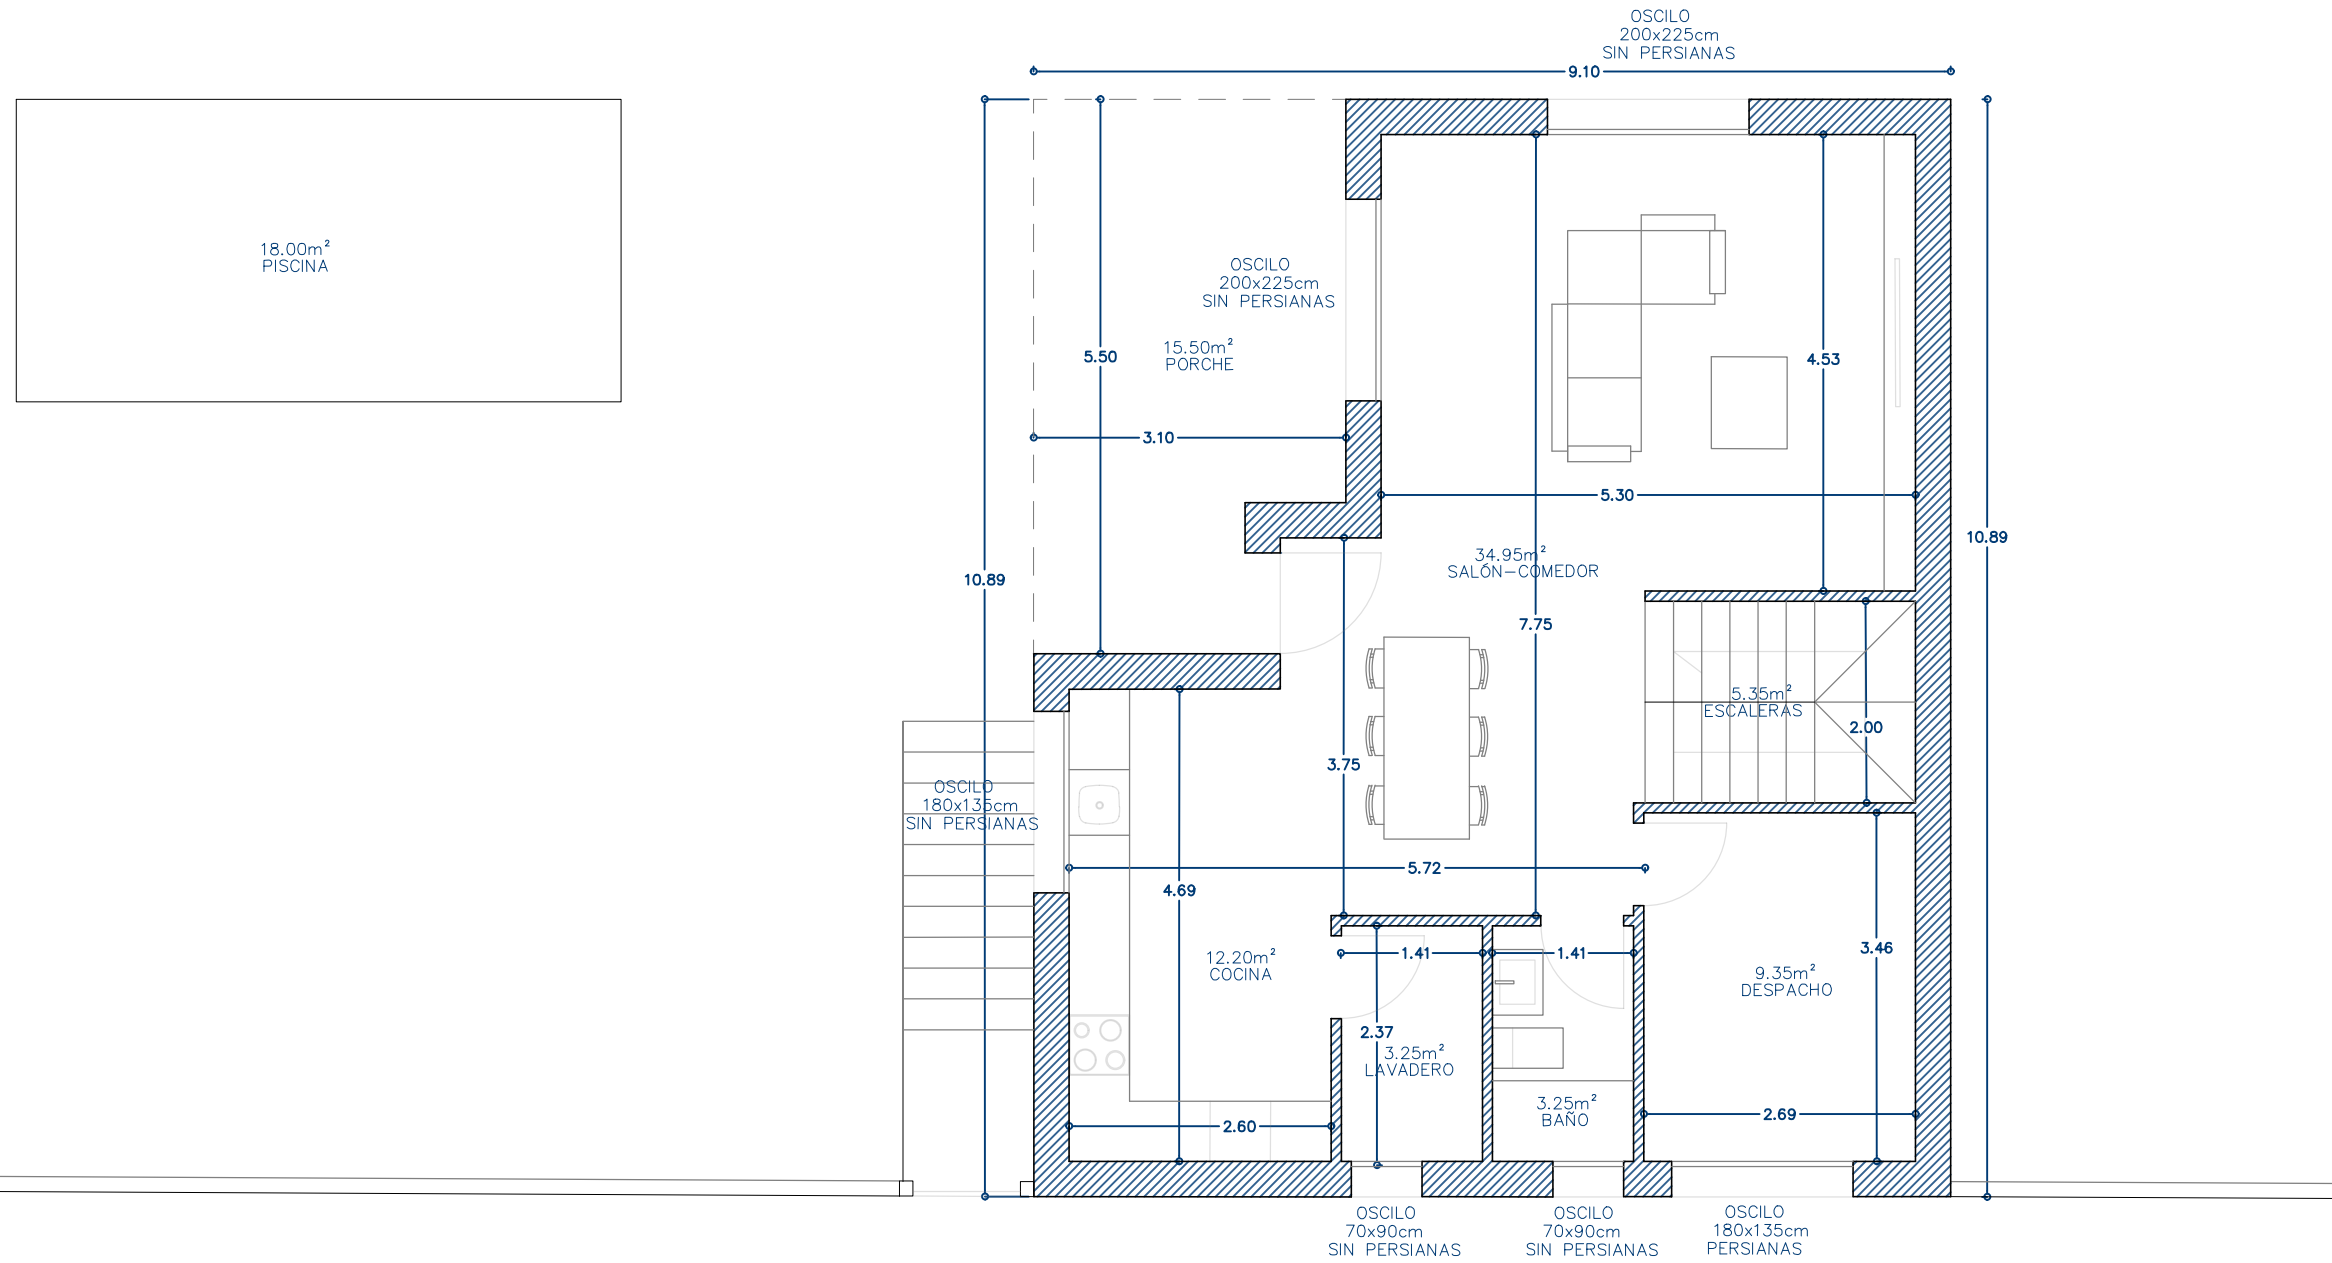 OSCILO
200x225cm
SIN PERSIANAS
9.10
18.00m²
PISCINA
OSCILO
200x225cm
SIN PERSIANAS
15.50m²
PORCHE
5.50
4.53
3.10
5.30
10.89
10.89
34.95m²
SALÓN-COMEDOR
7.75
5.35m²
ESCALERAS
2.00
3.75
OSCILO
180x135cm
SIN PERSIANAS
5.72
4.69
12.20m²
COCINA
1.41
1.41
3.46
9.35m²
DESPACHO
2.37
3.25m²
LAVADERO
3.25m²
BAÑO
2.60
2.69
OSCILO
70x90cm
SIN PERSIANAS
OSCILO
70x90cm
SIN PERSIANAS
OSCILO
180x135cm
PERSIANAS